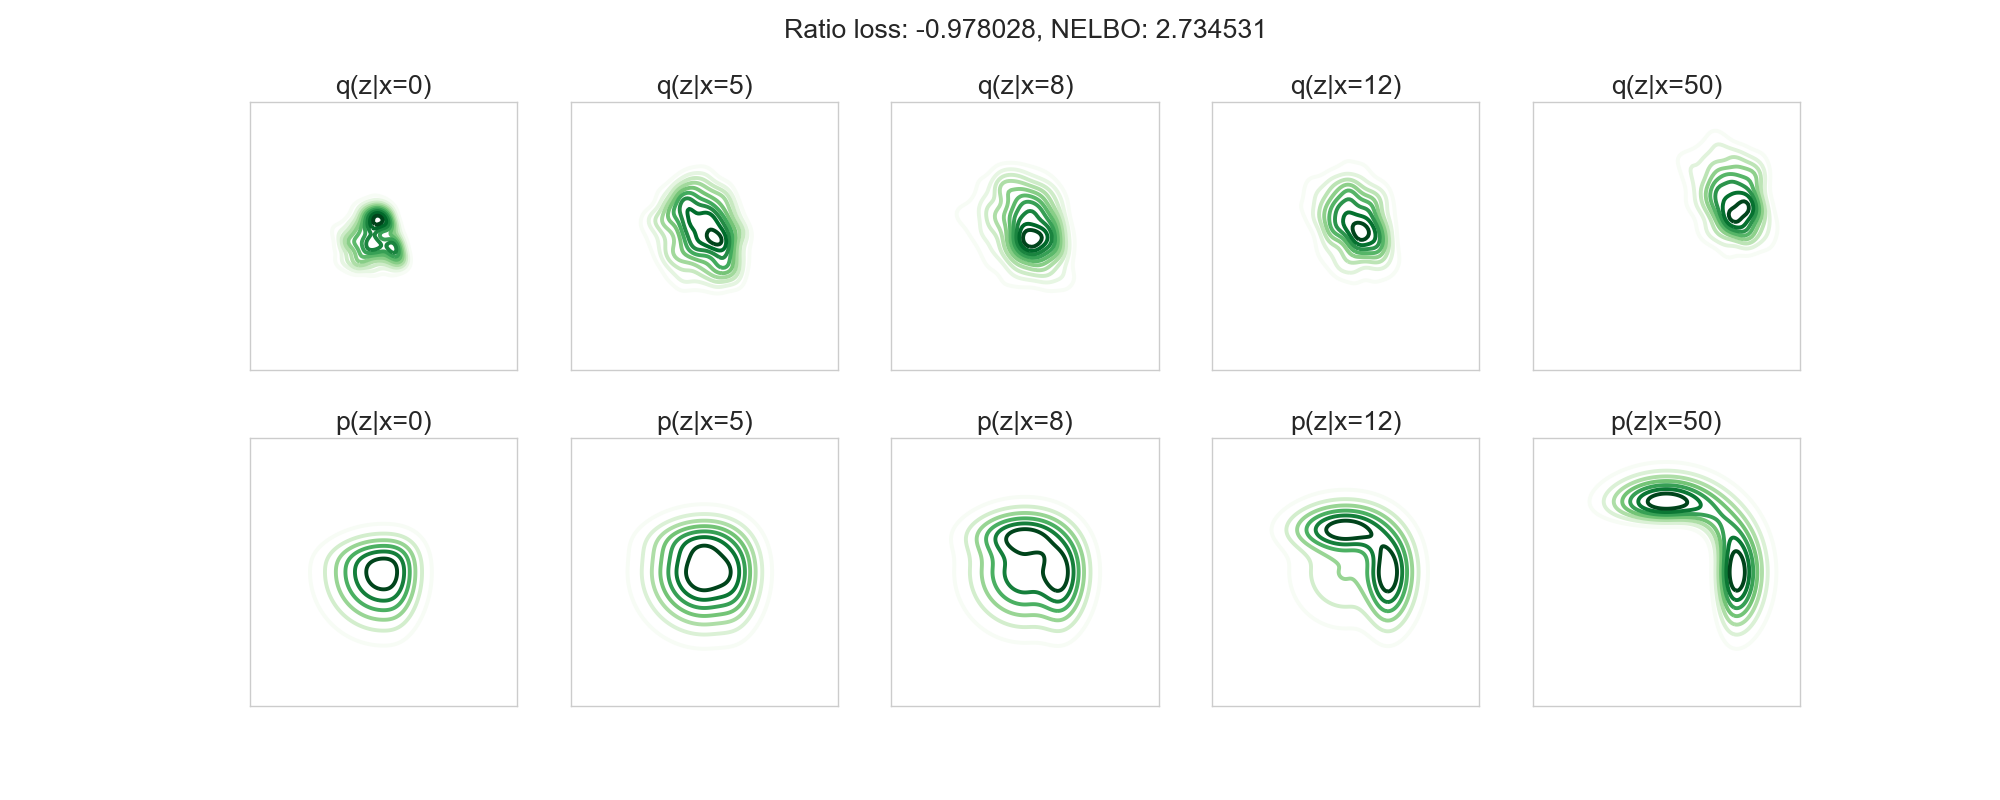 Ratio loss: -0.978028, NELBO: 2.734531
q(z|x=0) q(z|x=5) q(z|x=8) q(z|x=12) q(z|x=50)
p(z|x=0) p(z|x=5) p(z|x=8) p(z|x=12) p(z|x=50)